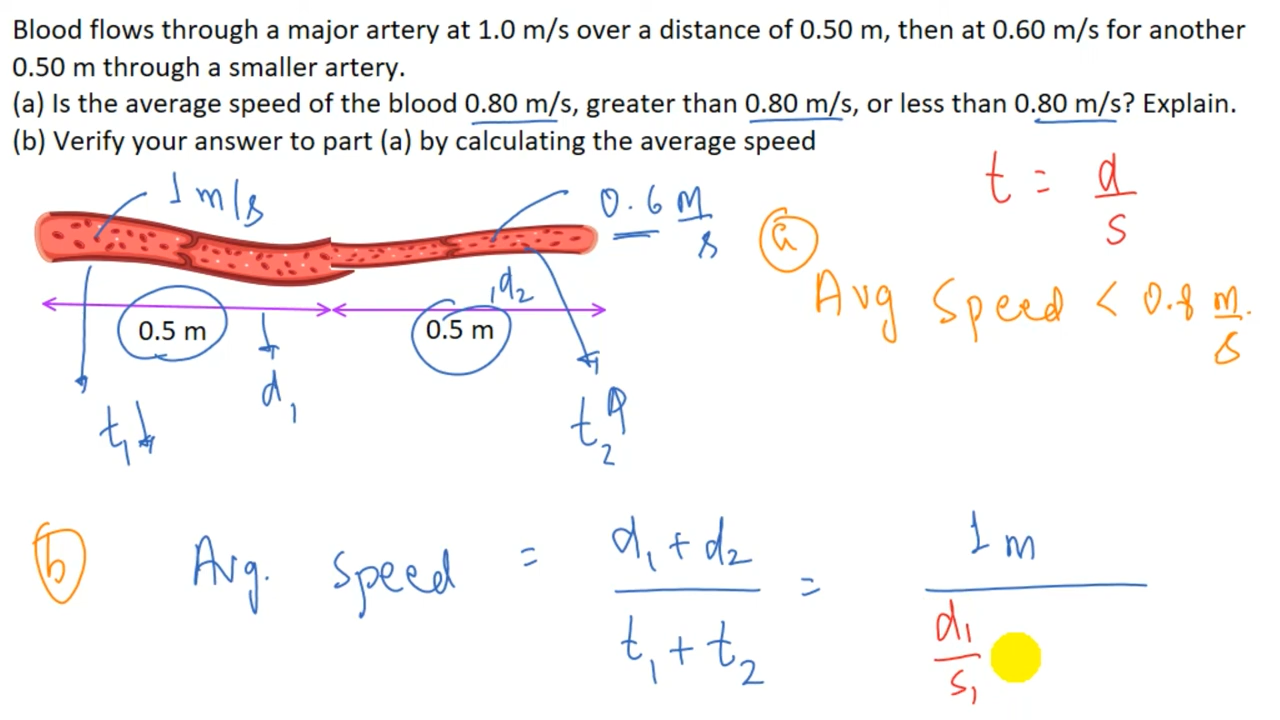 Blood flows through a major artery at 1.0 m/s over a distance of 0.50 m, then at 0.60 m/s for another
0.50 m through a smaller artery.
(a) Is the average speed of the blood 0.80 m/s, greater than 0.80 m/s, or less than 0.80 m/s? Explain.
(b) Verify your answer to part (a) by calculating the average speed
1 m/s
0.6 m/s
t = d/s
(a)
Avg Speed < 0.8 m/s
d2
0.5 m
0.5 m
d1
t1↓
t2↑
(b) Avg. Speed = (d1 + d2)/(t1 + t2) = 1 m/(d1/s1